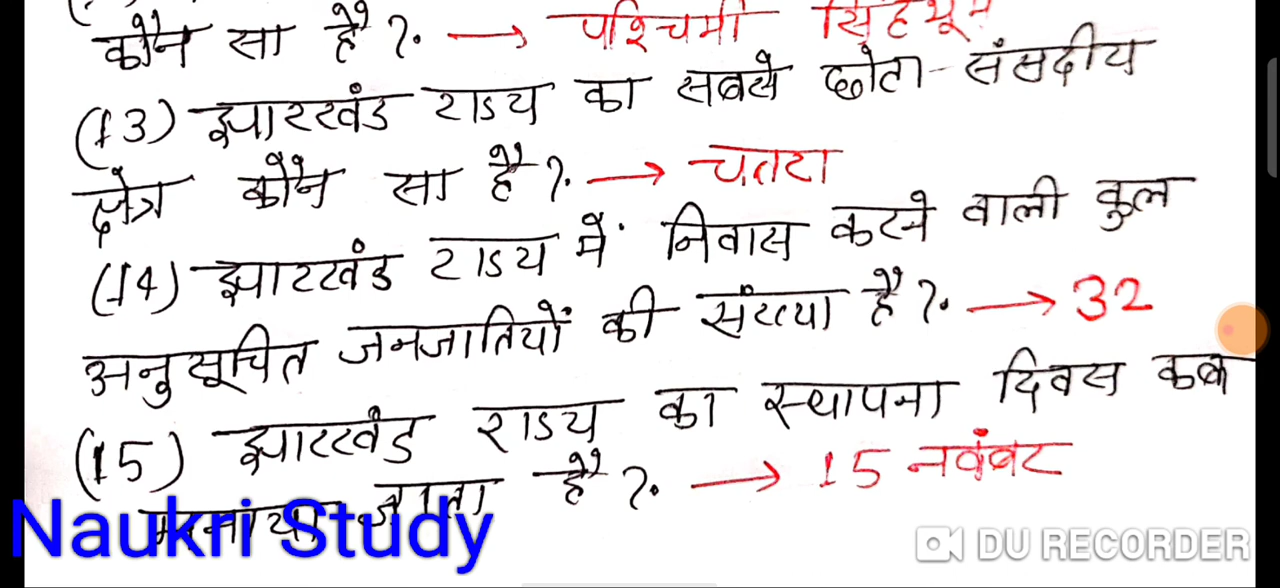 कौन सा है ?. → पश्चिमी सिंहभूम
(13) झारखंड राज्य का सबसे छोटा संसदीय
क्षेत्र कौन सा है ?. → चतरा
(14) झारखंड राज्य में निवास करने वाली कुल
अनुसूचित जनजातियों की संख्या है ?. → 32
(15) झारखंड राज्य का स्थापना दिवस कब
मनाया जाता है ?. → 15 नवंबर
Naukri Study
DU RECORDER